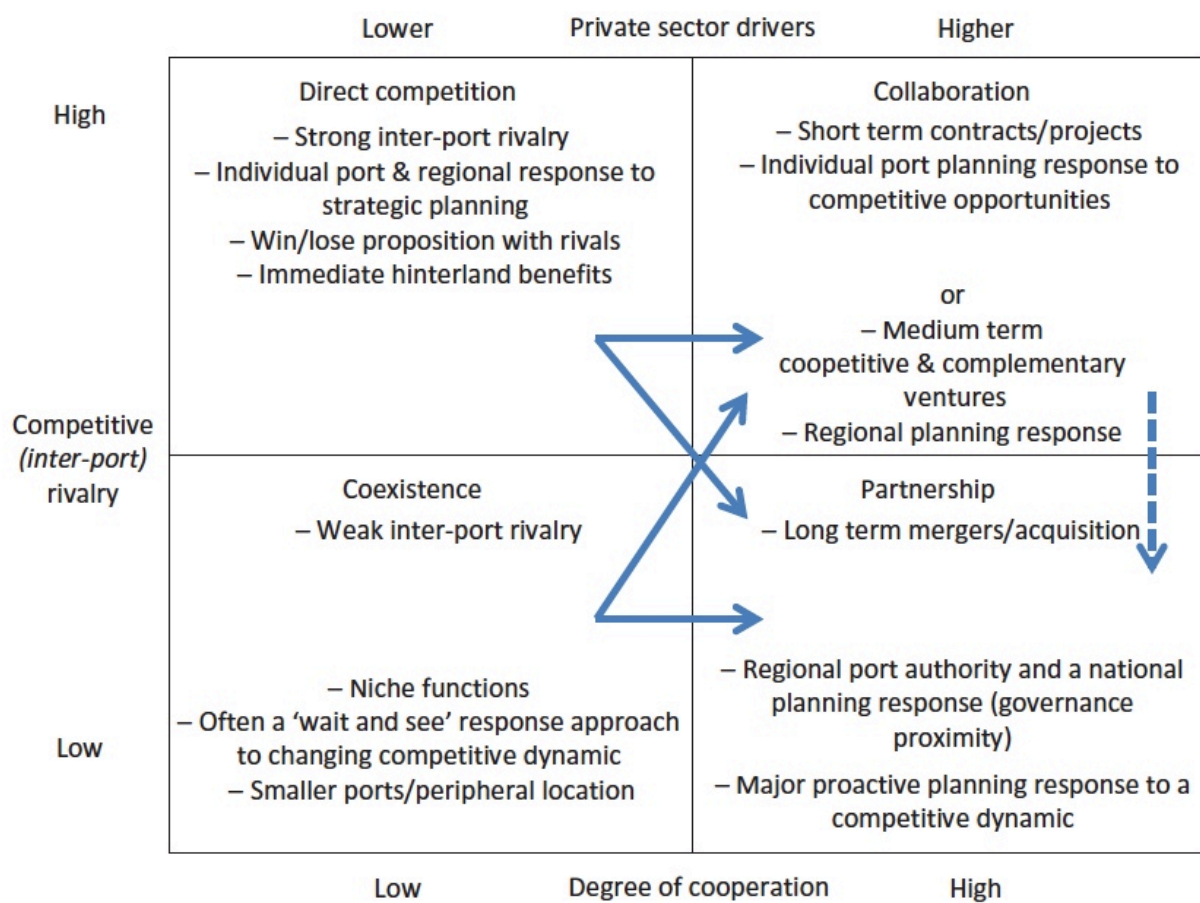 Lower Private sector drivers Higher
High
Direct competition
– Strong inter-port rivalry
– Individual port & regional response to
strategic planning
– Win/lose proposition with rivals
– Immediate hinterland benefits
Collaboration
– Short term contracts/projects
– Individual port planning response to
competitive opportunities
or
– Medium term
coopetitive & complementary
ventures
– Regional planning response
Competitive
(inter-port)
rivalry
Coexistence
– Weak inter-port rivalry
– Niche functions
– Often a ‘wait and see’ response approach
to changing competitive dynamic
– Smaller ports/peripheral location
Partnership
– Long term mergers/acquisition
– Regional port authority and a national
planning response (governance
proximity)
– Major proactive planning response to a
competitive dynamic
Low
Low Degree of cooperation High